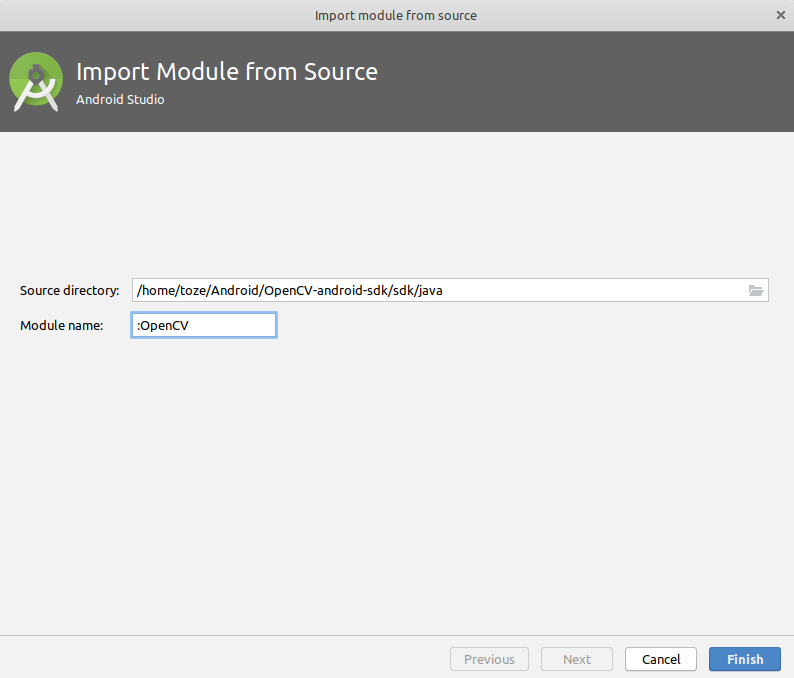 Import module from source
Import Module from Source
Android Studio
Source directory: /home/toze/Android/OpenCV-android-sdk/sdk/java
Module name: :OpenCV
Previous Next Cancel Finish